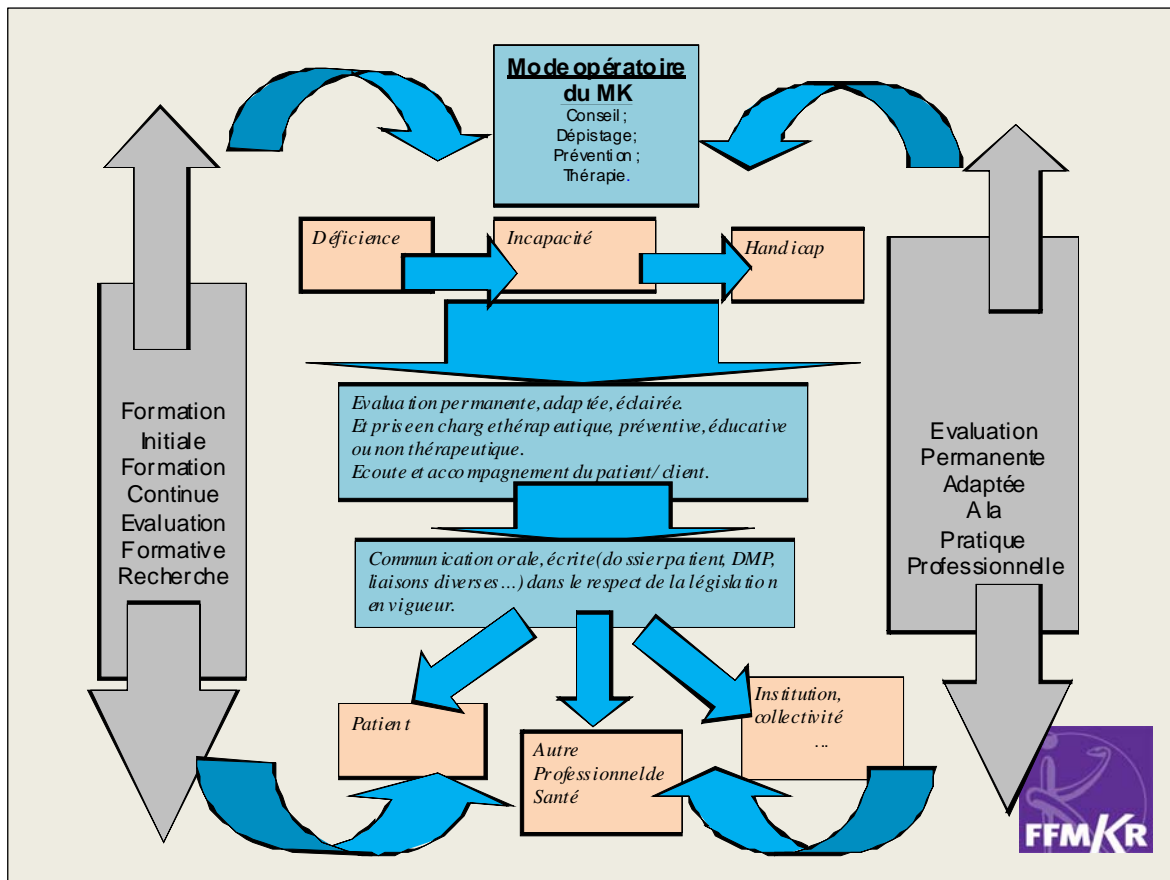 Mode opératoire
du MK
Conseil;
Dépistage;
Prévention;
Thérapie.
Déficience
Incapacité
Handicap
Evaluation permanente, adaptée, éclairée.
Et prise en charge thérapeutique, préventive, éducative
ou non thérapeutique.
Ecoute et accompagnement du patient/ client.
Formation
Initiale
Formation
Continue
Evaluation
Formative
Recherche
Evaluation
Permanente
Adaptée
A la
Pratique
Professionnelle
Communication orale, écrite(dossier patient, DMP,
liaisons diverses...) dans le respect de la législation
en vigueur.
Patient
Autre
Professionnel de
Santé
Institution,
collectivité
...
FFMKR